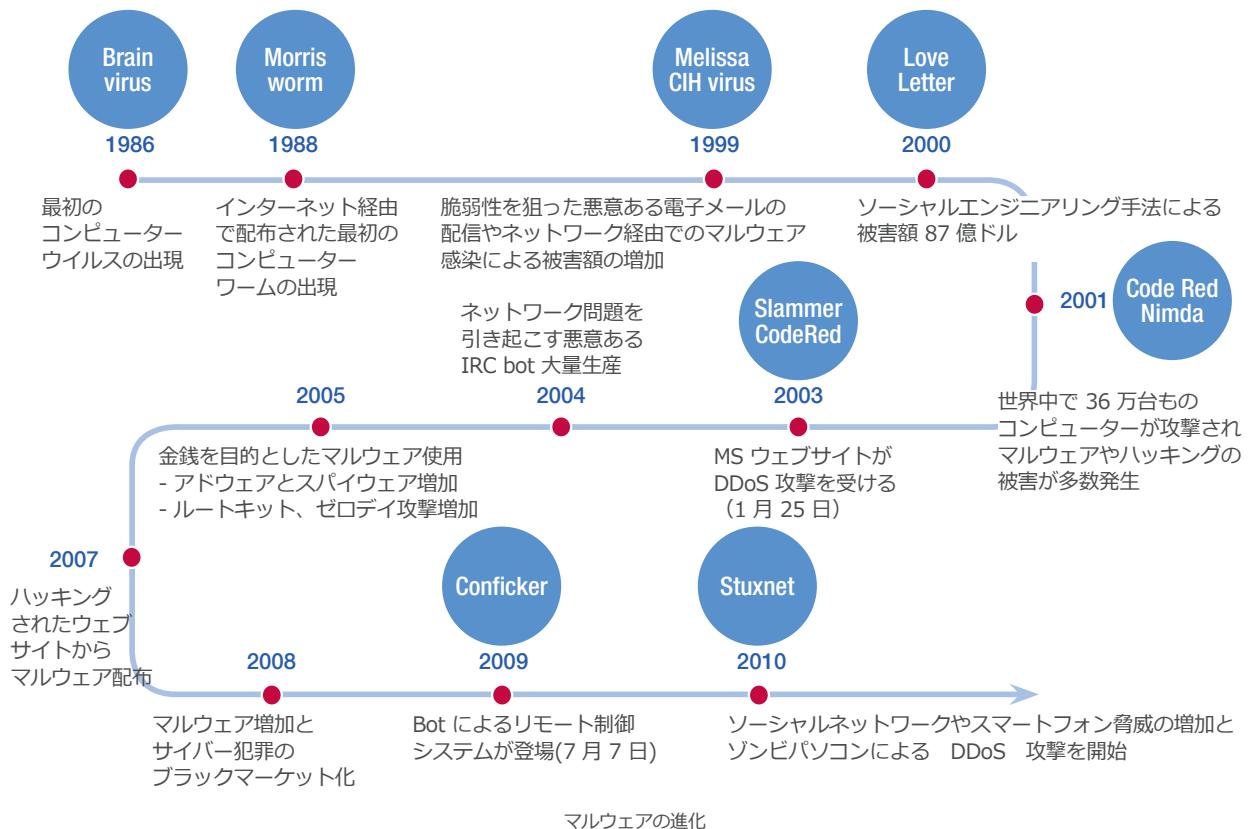 Brain
virus
1986
最初の
コンピューター
ウイルスの出現
Morris
worm
1988
インターネット経由
で配布された最初の
コンピューター
ワームの出現
Melissa
CIH virus
1999
脆弱性を狙った悪意ある電子メールの
配信やネットワーク経由でのマルウェア
感染による被害額の増加
Love
Letter
2000
ソーシャルエンジニアリング手法による
被害額 87 億ドル
2001
Code Red
Nimda
世界中で 36 万台もの
コンピューターが攻撃され
マルウェアやハッキングの
被害が多数発生
Slammer
CodeRed
2003
MS ウェブサイトが
DDoS 攻撃を受ける
（1 月 25 日）
ネットワーク問題を
引き起こす悪意ある
IRC bot 大量生産
2004
2005
金銭を目的としたマルウェア使用
- アドウェアとスパイウェア増加
- ルートキット、ゼロデイ攻撃増加
2007
ハッキング
されたウェブ
サイトから
マルウェア配布
2008
マルウェア増加と
サイバー犯罪の
ブラックマーケット化
Conficker
2009
Bot によるリモート制御
システムが登場(7 月 7 日)
Stuxnet
2010
ソーシャルネットワークやスマートフォン脅威の増加と
ゾンビパソコンによる　DDoS　攻撃を開始
マルウェアの進化